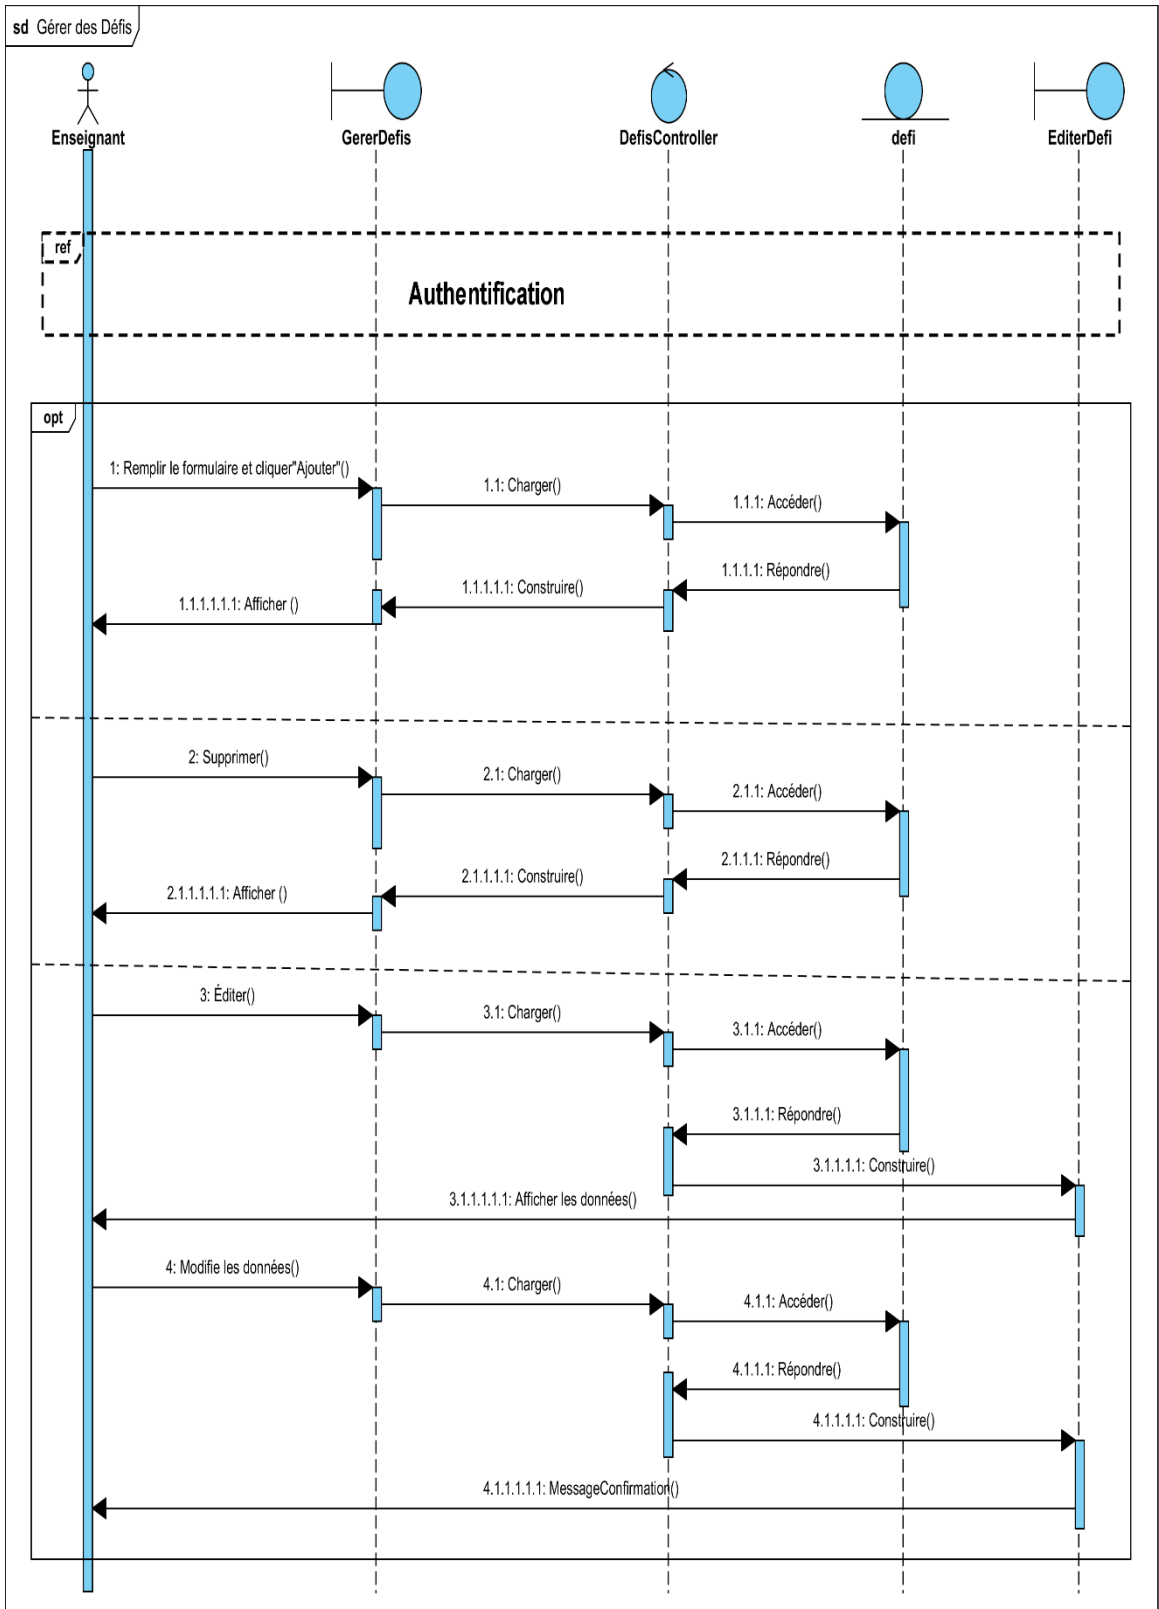 sd Gérer des Défis
Enseignant
GererDefis
DefisController
defi
EditerDefi
ref
Authentification
opt
1: Remplir le formulaire et cliquer"Ajouter"()
1.1: Charger()
1.1.1: Accéder()
1.1.1.1: Répondre()
1.1.1.1.1: Construire()
1.1.1.1.1.1: Afficher ()
2: Supprimer()
2.1: Charger()
2.1.1: Accéder()
2.1.1.1: Répondre()
2.1.1.1.1: Construire()
2.1.1.1.1.1: Afficher ()
3: Éditer()
3.1: Charger()
3.1.1: Accéder()
3.1.1.1: Répondre()
3.1.1.1.1: Construire()
3.1.1.1.1.1: Afficher les données()
4: Modifie les données()
4.1: Charger()
4.1.1: Accéder()
4.1.1.1: Répondre()
4.1.1.1.1: Construire()
4.1.1.1.1.1: MessageConfirmation()